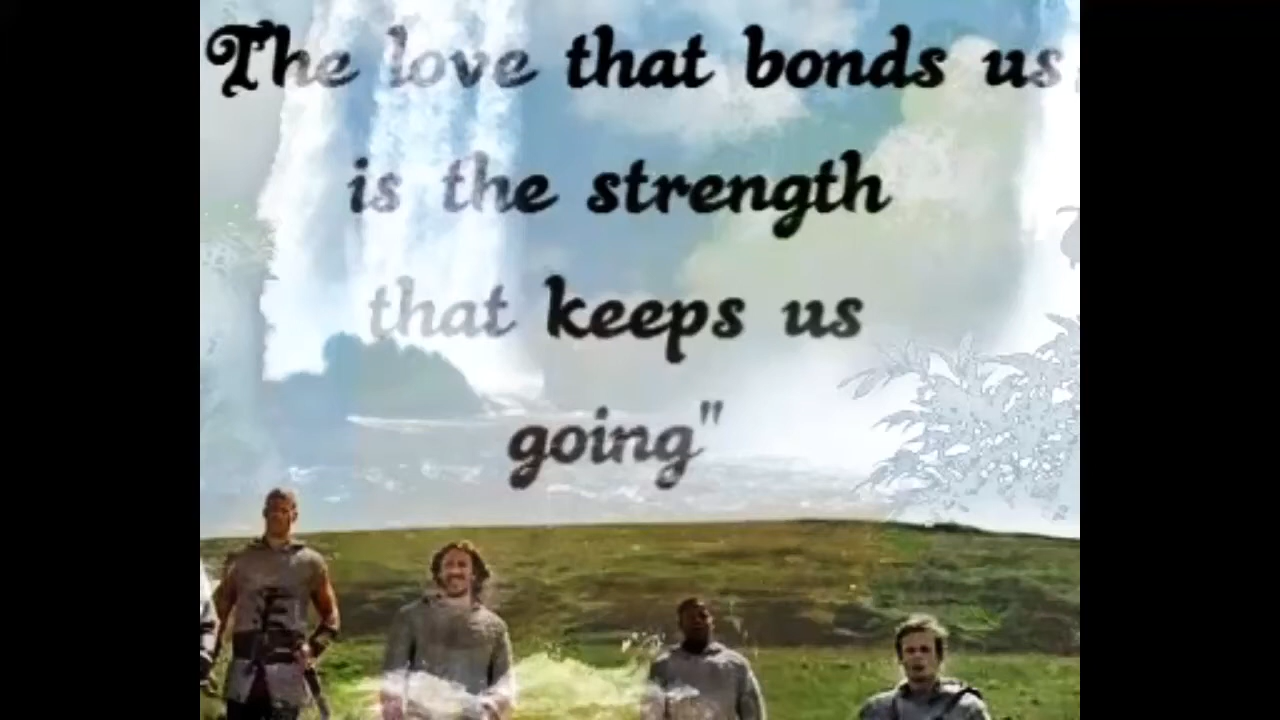 The love that bonds us
is the strength
that keeps us
going"